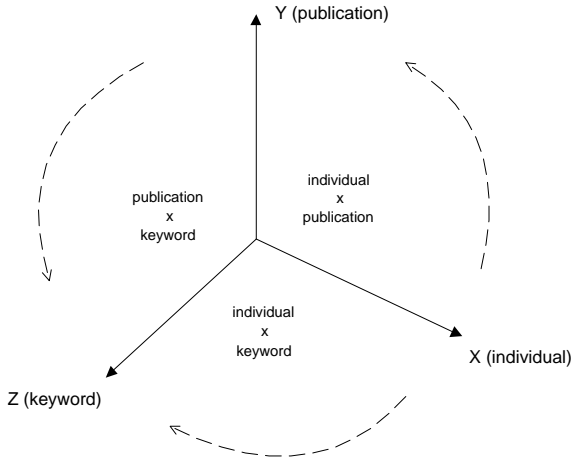 Y (publication)
individual
x
publication
publication
x
keyword
individual
x
keyword
X (individual)
Z (keyword)